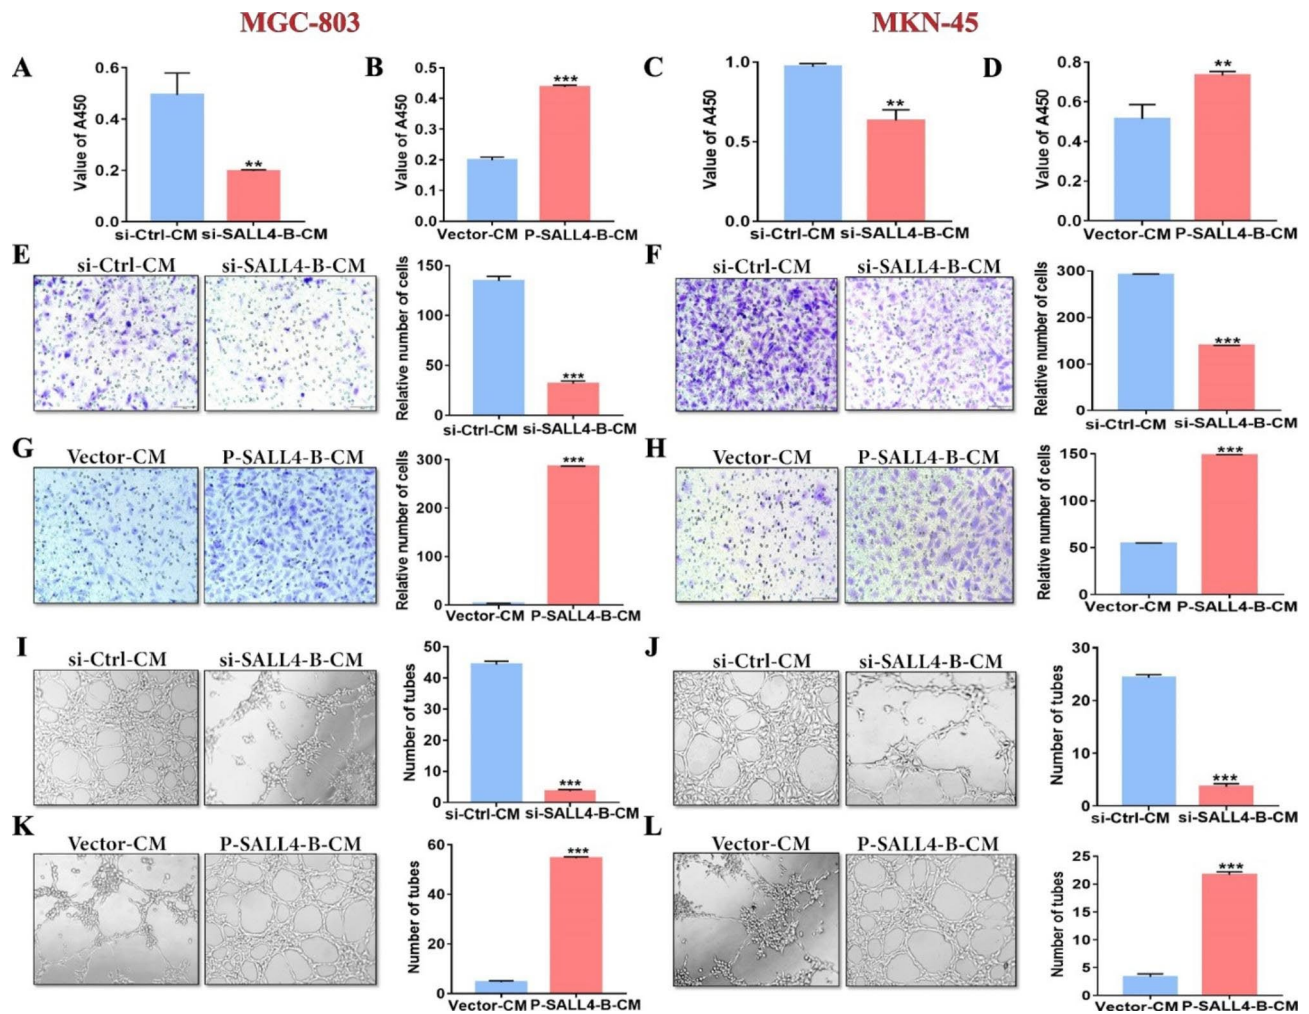 MGC-803
MKN-45
A
Value of A450
0.6
0.4
0.2
0.0
**
si-Ctrl-CM si-SALL4-B-CM
B
Value of A450
0.5
0.4
0.3
0.2
0.1
0.0
***
Vector-CM P-SALL4-B-CM
C
Value of A450
1.0
0.5
0.0
**
si-Ctrl-CM si-SALL4-B-CM
D
Value of A450
0.8
0.6
0.4
0.2
0.0
**
Vector-CM P-SALL4-B-CM
E
si-Ctrl-CM si-SALL4-B-CM
Relative number of cells
150
100
50
0
***
si-Ctrl-CM si-SALL4-B-CM
F
si-Ctrl-CM si-SALL4-B-CM
Relative number of cells
300
200
100
0
***
si-Ctrl-CM si-SALL4-B-CM
G
Vector-CM P-SALL4-B-CM
Relative number of cells
300
200
100
0
***
Vector-CM P-SALL4-B-CM
H
Vector-CM P-SALL4-B-CM
Relative number of cells
150
100
50
0
***
Vector-CM P-SALL4-B-CM
I
si-Ctrl-CM si-SALL4-B-CM
Number of tubes
50
40
30
20
10
0
***
si-Ctrl-CM si-SALL4-B-CM
J
si-Ctrl-CM si-SALL4-B-CM
Number of tubes
30
20
10
0
***
si-Ctrl-CM si-SALL4-B-CM
K
Vector-CM P-SALL4-B-CM
Number of tubes
60
40
20
0
***
Vector-CM P-SALL4-B-CM
L
Vector-CM P-SALL4-B-CM
Number of tubes
25
20
15
10
5
0
***
Vector-CM P-SALL4-B-CM